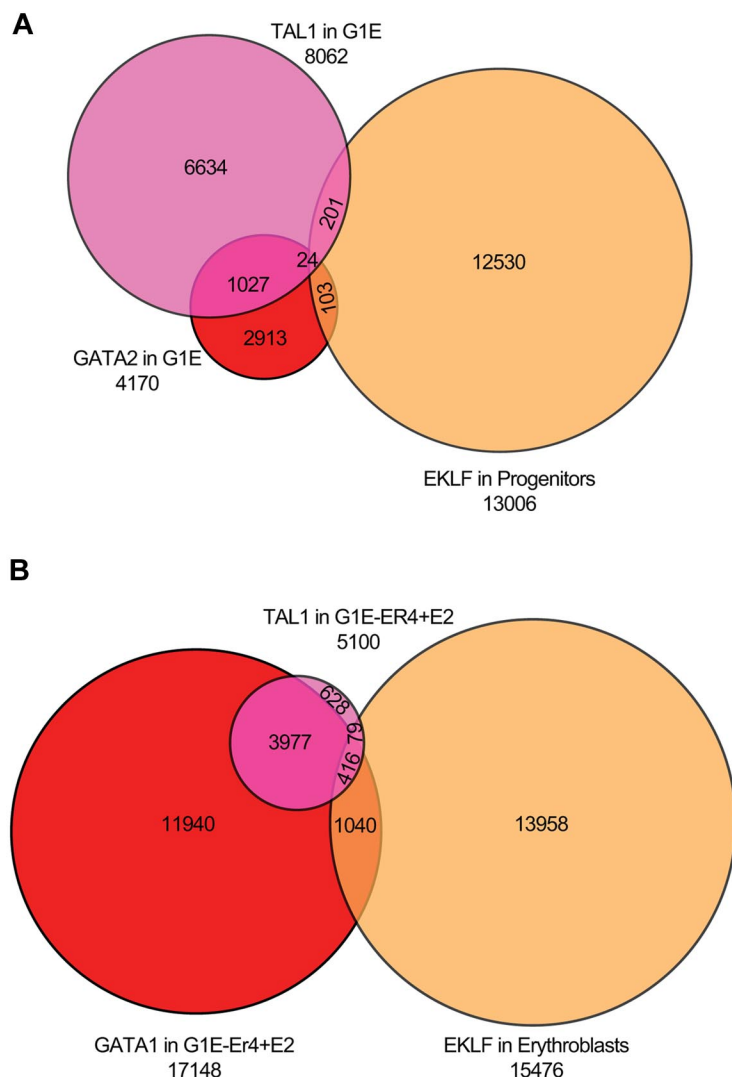 A
TAL1 in G1E
8062
6634
201
24
12530
1027
103
2913
GATA2 in G1E
4170
EKLF in Progenitors
13006
B
TAL1 in G1E-ER4+E2
5100
628
79
3977
416
11940
1040
13958
GATA1 in G1E-Er4+E2
17148
EKLF in Erythroblasts
15476